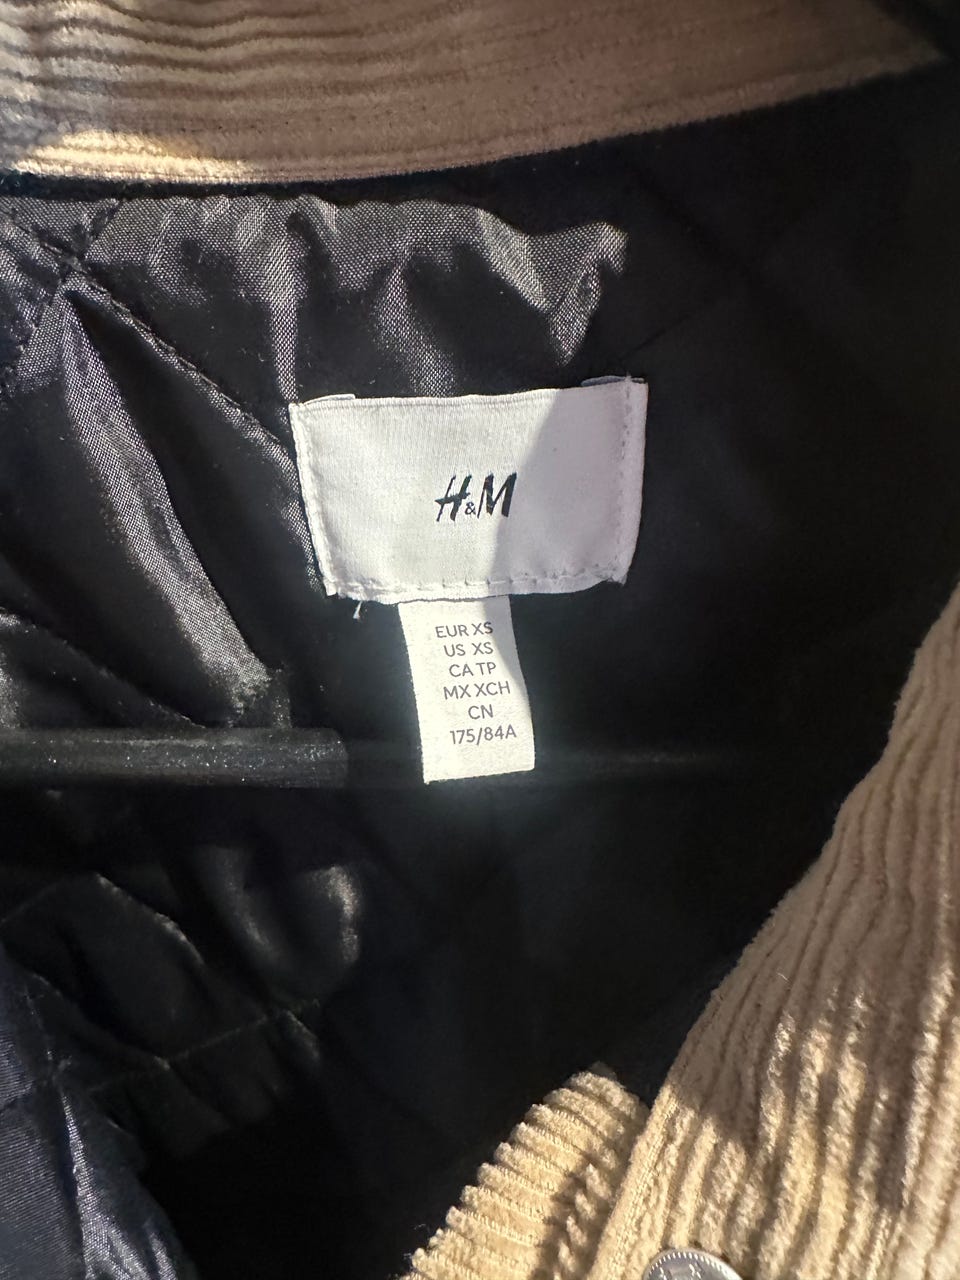 H&M
EUR XS
US XS
CA TP
MX XCH
CN
175/84A